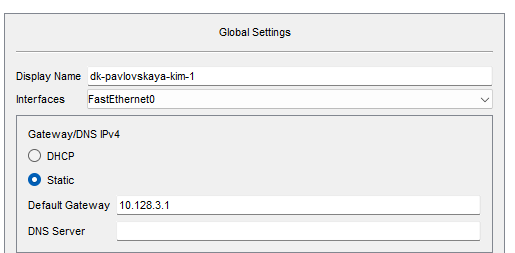 Global Settings
Display Name dk-pavlovskaya-kim-1
Interfaces FastEthernet0
Gateway/DNS IPv4
DHCP
Static
Default Gateway 10.128.3.1
DNS Server